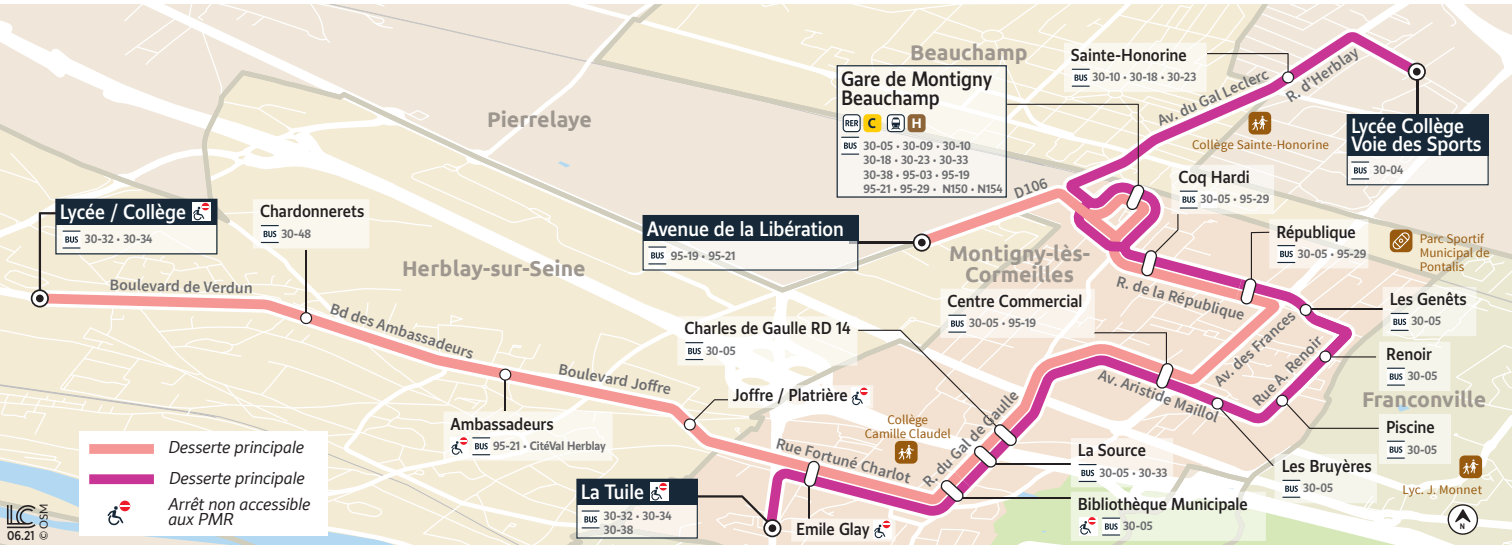 Beauchamp
Sainte-Honorine
BUS 30-10 • 30-18 • 30-23
Av. du Gal Leclerc
R. d'Herblay
Gare de Montigny
Beauchamp
RER C H
BUS 30-05 • 30-09 • 30-10
30-18 • 30-23 • 30-33
30-38 • 95-03 • 95-19
95-21 • 95-29 • N150 • N154
Collège Sainte-Honorine
Lycée Collège
Voie des Sports
BUS 30-04
Pierrelaye
D106
Coq Hardi
BUS 30-05 • 95-29
Lycée / Collège
BUS 30-32 • 30-34
Chardonnerets
BUS 30-48
Avenue de la Libération
BUS 95-19 • 95-21
République
BUS 30-05 • 95-29
Parc Sportif
Municipal de
Pontalis
Herblay-sur-Seine
Montigny-lès-
Cormeilles
Boulevard de Verdun
R. de la République
Centre Commercial
BUS 30-05 • 95-19
Les Genêts
BUS 30-05
Bd des Ambassadeurs
Charles de Gaulle RD 14
BUS 30-05
Av. des Frances
Rue A. Renoir
Renoir
BUS 30-05
Boulevard Joffre
Av. Aristide Maillol
Joffre / Platrière
Franconville
Ambassadeurs
BUS 95-21 • CitéVal Herblay
Collège
Camille Claudel
R. du Gal de Gaulle
Piscine
BUS 30-05
Rue Fortuné Charlot
La Source
BUS 30-05 • 30-33
Les Bruyères
BUS 30-05
Lyc. J. Monnet
La Tuile
BUS 30-32 • 30-34
30-38
Emile Glay
Bibliothèque Municipale
BUS 30-05
Desserte principale
Desserte principale
Arrêt non accessible
aux PMR
LC
06.21 © OSM
N